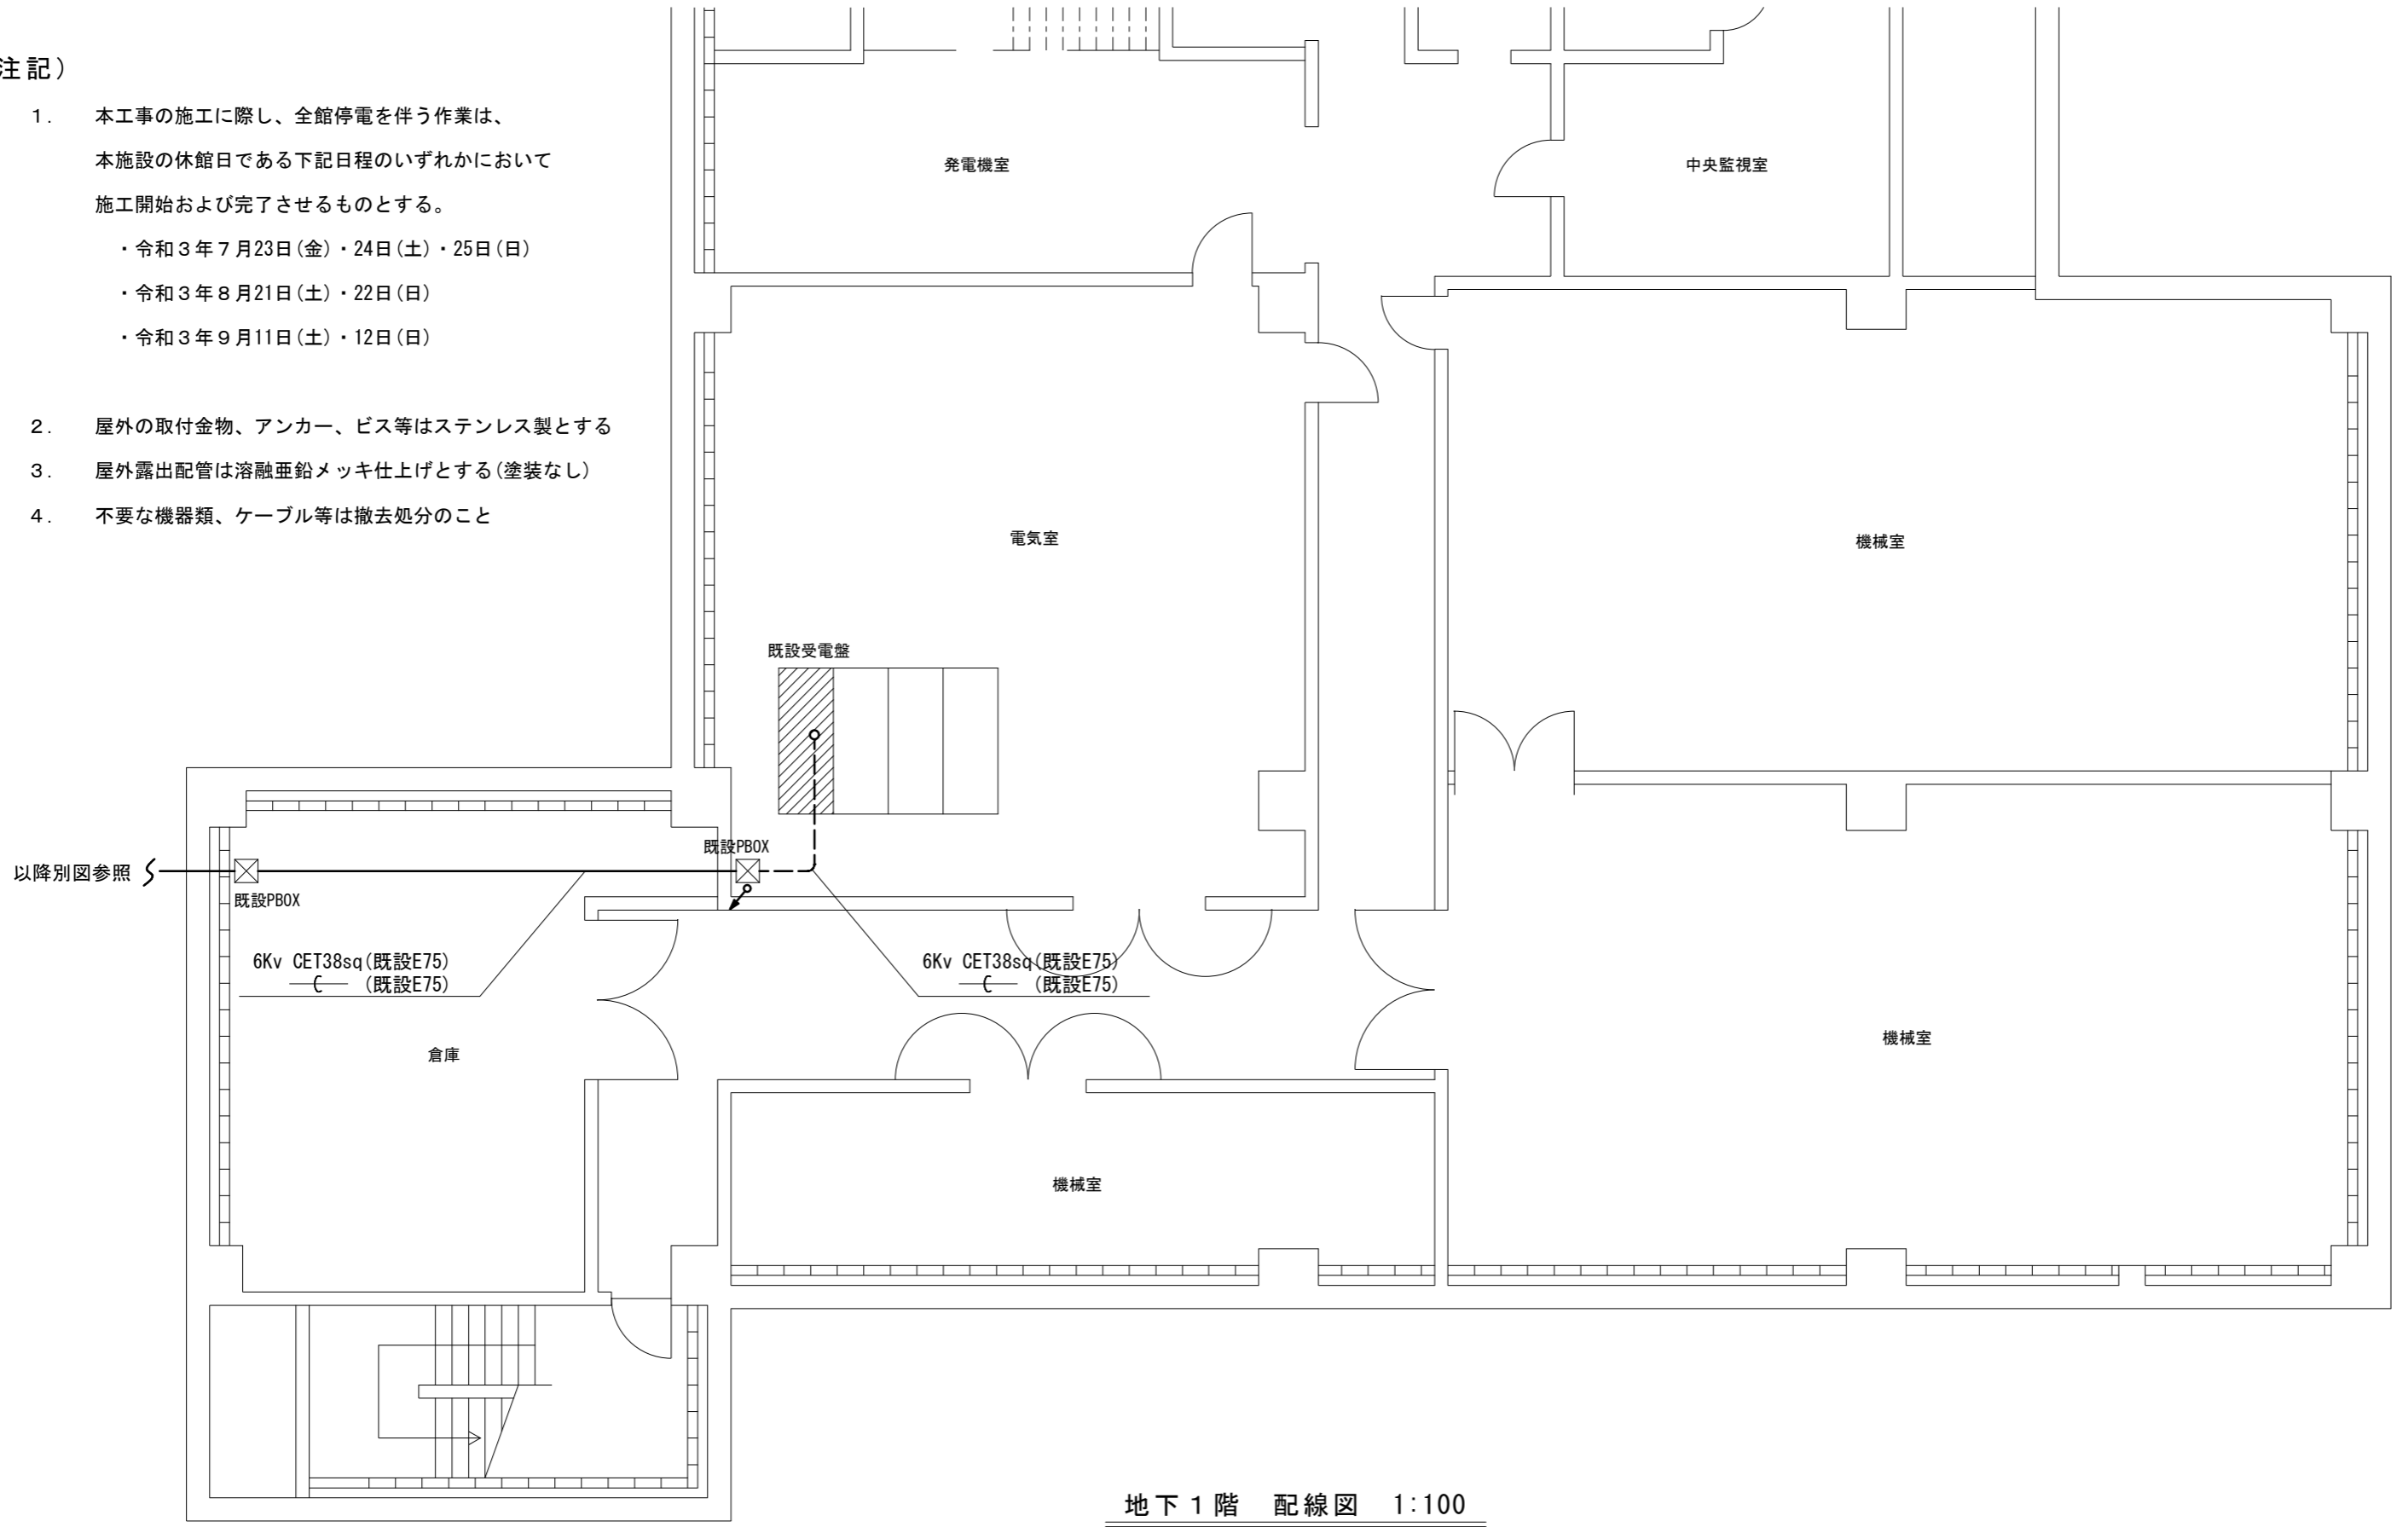 注記）
１．　本工事の施工に際し、全館停電を伴う作業は、
本施設の休館日である下記日程のいずれかにおいて
施工開始および完了させるものとする。
・令和３年７月23日(金)・24日(土)・25日(日)
・令和３年８月21日(土)・22日(日)
・令和３年９月11日(土)・12日(日)
２．　屋外の取付金物、アンカー、ビス等はステンレス製とする
３．　屋外露出配管は溶融亜鉛メッキ仕上げとする(塗装なし)
４．　不要な機器類、ケーブル等は撤去処分のこと
発電機室
中央監視室
電気室
機械室
既設受電盤
既設PBOX
以降別図参照
既設PBOX
6Kv CET38sq(既設E75)
(既設E75)
6Kv CET38sq(既設E75)
(既設E75)
倉庫
機械室
機械室
地下１階　配線図　1:100